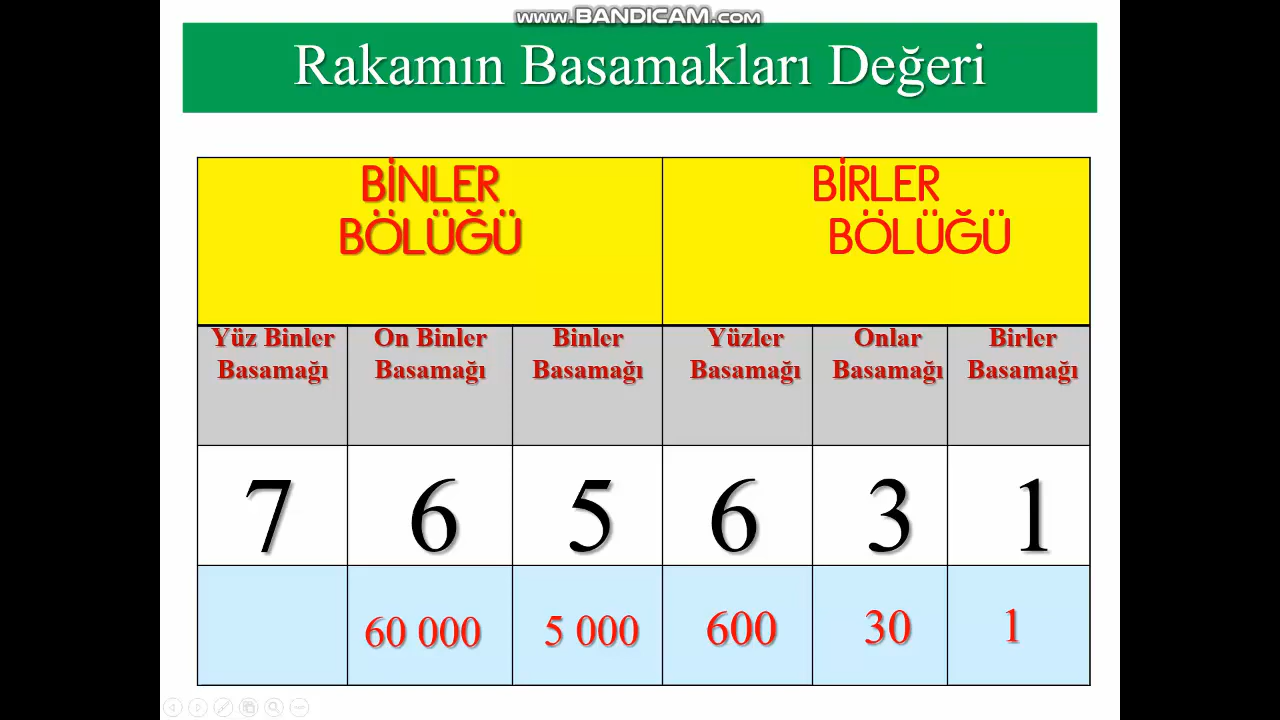 www.BANDICAM.com
Rakamın Basamakları Değeri
BİNLER
BÖLÜĞÜ
BİRLER
BÖLÜĞÜ
Yüz Binler
Basamağı
On Binler
Basamağı
Binler
Basamağı
Yüzler
Basamağı
Onlar
Basamağı
Birler
Basamağı
7 6 5 6 3 1
60 000 5 000 600 30 1